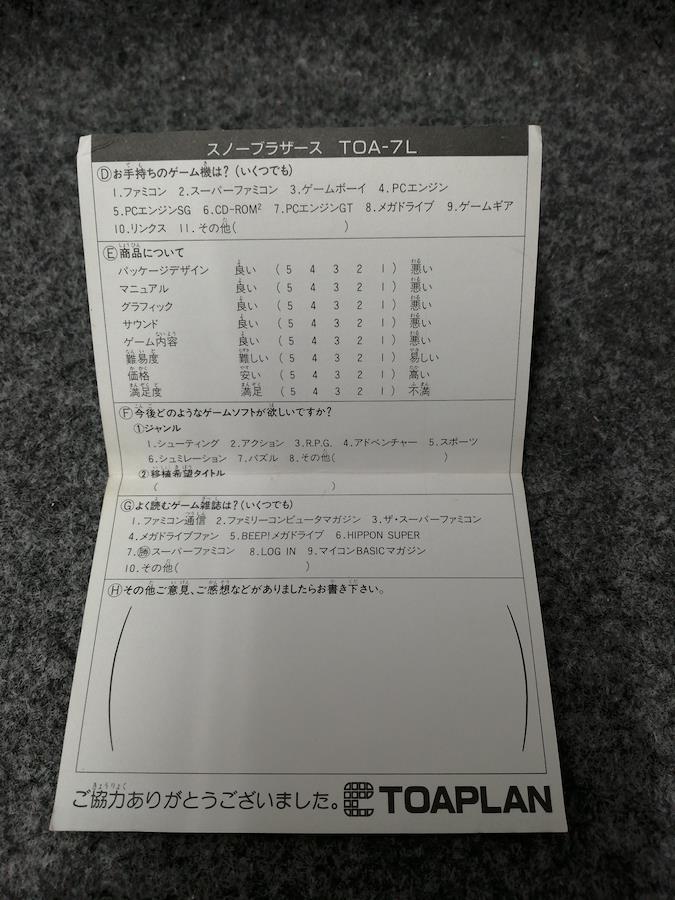 スノーブラザース TOA-7L
Ⓓお手持ちのゲーム機は?(いくつでも)
1.ファミコン 2.スーパーファミコン 3.ゲームボーイ 4.PCエンジン
5.PCエンジンSG 6.CD-ROM² 7.PCエンジンGT 8.メガドライブ 9.ゲームギア
10.リンクス 11.その他( )
Ⓔ商品について
パッケージデザイン 良い (5 4 3 2 1) 悪い
マニュアル 良い (5 4 3 2 1) 悪い
グラフィック 良い (5 4 3 2 1) 悪い
サウンド 良い (5 4 3 2 1) 悪い
ゲーム内容 良い (5 4 3 2 1) 悪い
難易度 難しい (5 4 3 2 1) 易しい
価格 安い (5 4 3 2 1) 高い
満足度 満足 (5 4 3 2 1) 不満
Ⓕ今後どのようなゲームソフトが欲しいですか?
①ジャンル
1.シューティング 2.アクション 3.R.P.G. 4.アドベンチャー 5.スポーツ
6.シュミレーション 7.パズル 8.その他( )
②移植希望タイトル
( )
Ⓖよく読むゲーム雑誌は?(いくつでも)
1.ファミコン通信 2.ファミリーコンピュータマガジン 3.ザ・スーパーファミコン
4.メガドライブファン 5.BEEP!メガドライブ 6.HIPPON SUPER
7.㊝スーパーファミコン 8.LOG IN 9.マイコンBASICマガジン
10.その他( )
Ⓗその他ご意見、ご感想などがありましたらお書き下さい。
ご協力ありがとうございました。 TOAPLAN